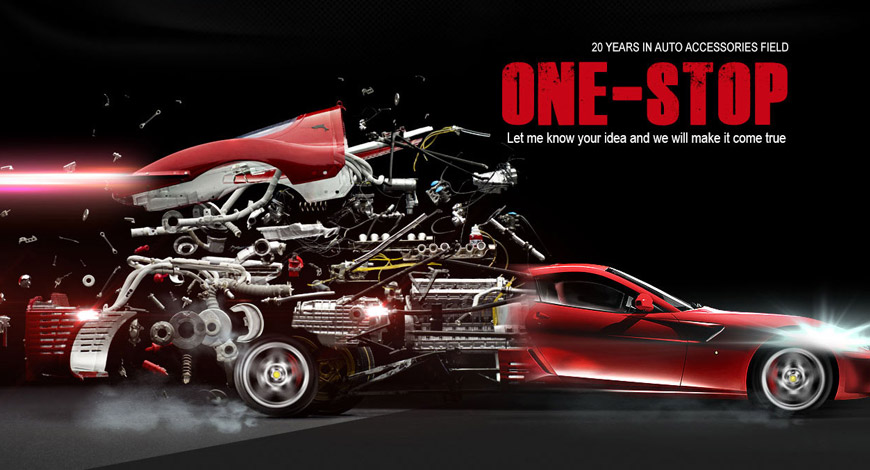 20 YEARS IN AUTO ACCESSORIES FIELD
ONE-STOP
Let me know your idea and we will make it come true